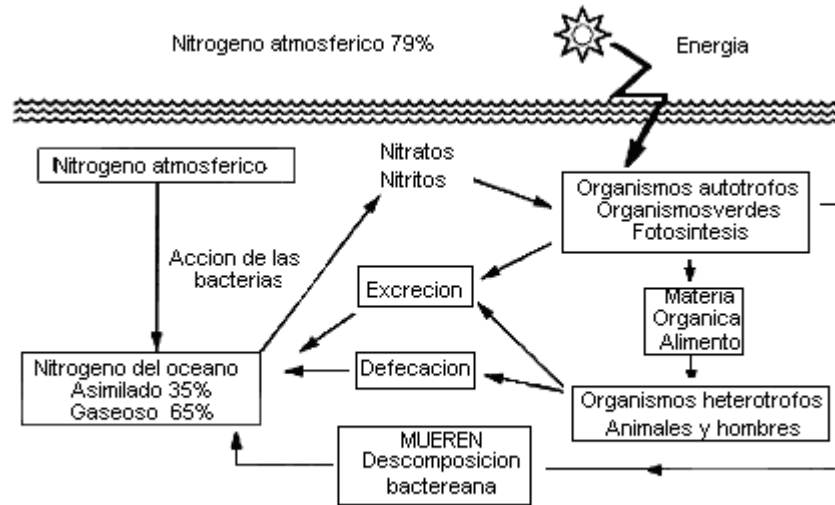 Nitrogeno atmosferico 79%
Energia
Nitrogeno atmosferico
Nitratos
Nitritos
Organismos autotrofos
Organismosverdes
Fotosintesis
Accion de las
bacterias
Excrecion
Materia
Organica
Alimento
Nitrogeno del oceano
Asimilado 35%
Gaseoso 65%
Defecacion
Organismos heterotrofos
Animales y hombres
MUEREN
Descomposicion
bactereana